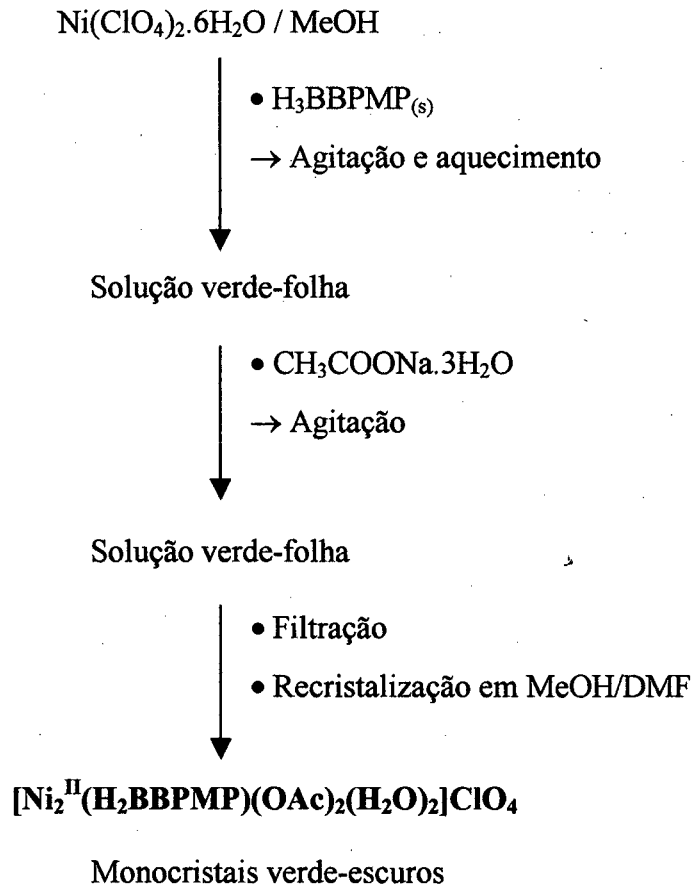 Ni(ClO₄)₂.6H₂O / MeOH
• H₃BBPMP₍ₛ₎
→ Agitação e aquecimento
Solução verde-folha
• CH₃COONa.3H₂O
→ Agitação
Solução verde-folha
• Filtração
• Recristalização em MeOH/DMF
[Ni₂ᴵᴵ(H₂BBPMP)(OAc)₂(H₂O)₂]ClO₄
Monocristais verde-escuros